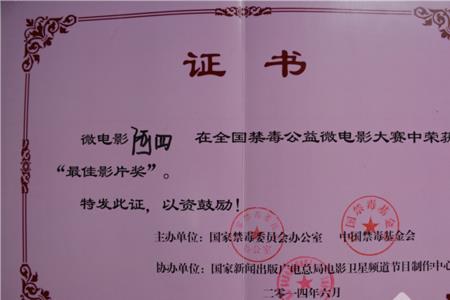 证书
微电影 阿四 在全国禁毒公益微电影大赛中荣获
“最佳影片奖”。
特发此证，以资鼓励！
主办单位：国家禁毒委员会办公室 中国禁毒基金会
协办单位：国家新闻出版广电总局电影卫星频道节目制作中心
二〇一四年六月